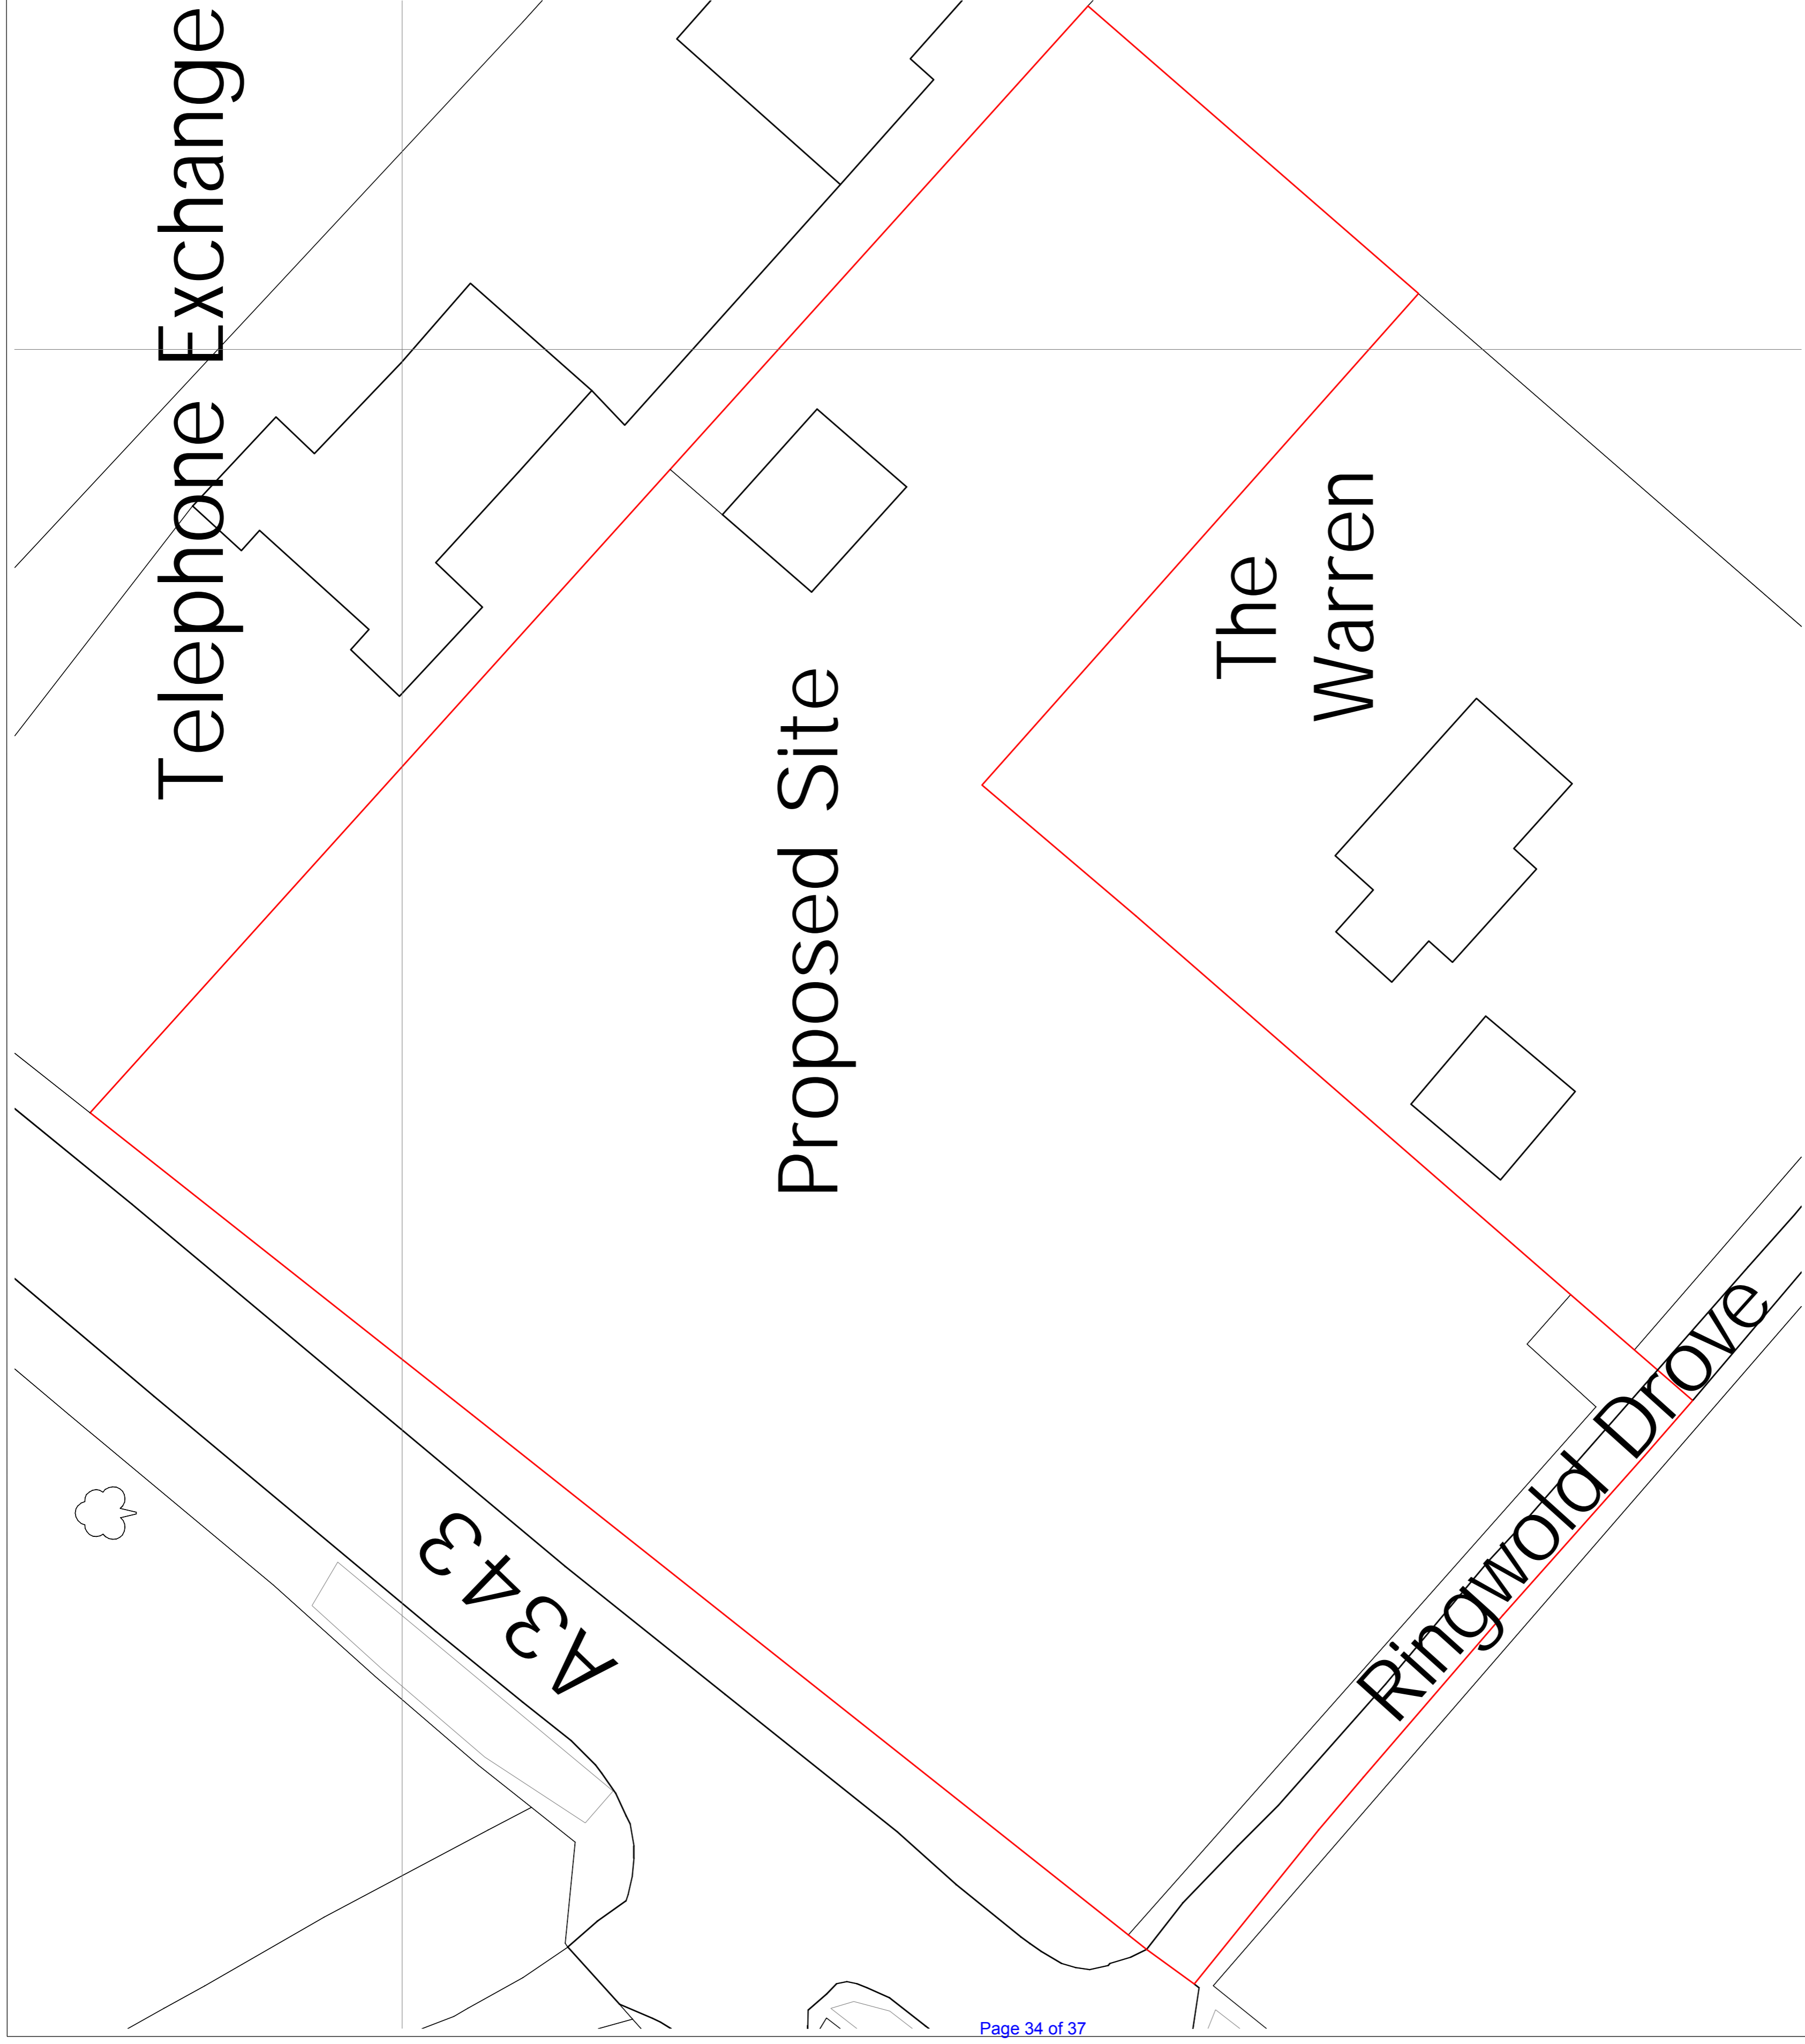 Telephone Exchange
The
Warren
Proposed Site
Ringwold Drove
A343
Page 34 of 37